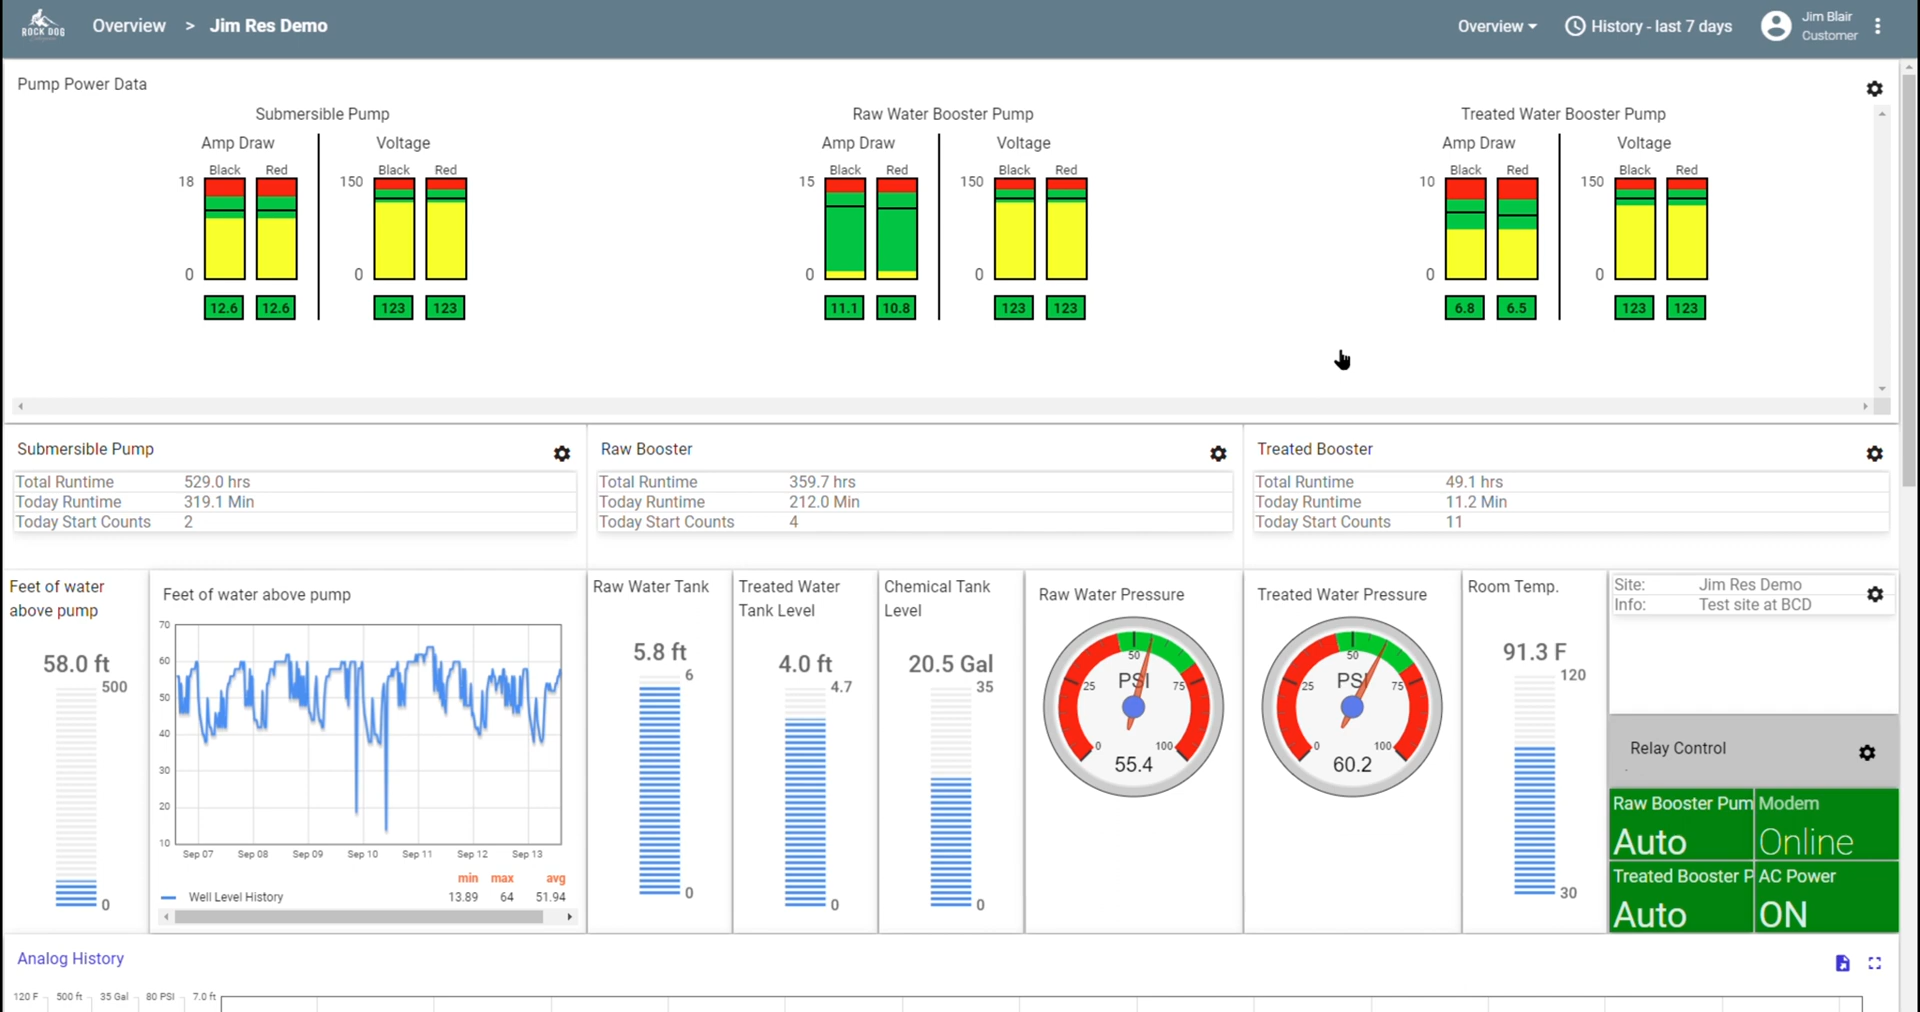 ROCK DOG
Overview > Jim Res Demo
Overview
History - last 7 days
Jim Blair
Customer
Pump Power Data
Submersible Pump
Amp Draw
Voltage
Black Red
Black Red
18
0
150
0
12.6 12.6
123 123
Raw Water Booster Pump
Amp Draw
Voltage
Black Red
Black Red
15
0
150
0
11.1 10.8
123 123
Treated Water Booster Pump
Amp Draw
Voltage
Black Red
Black Red
10
0
150
0
6.8 6.5
123 123
Submersible Pump
Total Runtime 529.0 hrs
Today Runtime 319.1 Min
Today Start Counts 2
Raw Booster
Total Runtime 359.7 hrs
Today Runtime 212.0 Min
Today Start Counts 4
Treated Booster
Total Runtime 49.1 hrs
Today Runtime 11.2 Min
Today Start Counts 11
Feet of water
above pump
58.0 ft
500
0
Feet of water above pump
70
60
50
40
30
20
10
Sep 07 Sep 08 Sep 09 Sep 10 Sep 11 Sep 12 Sep 13
min max avg
Well Level History 13.89 64 51.94
Raw Water Tank
5.8 ft
6
0
Treated Water
Tank Level
4.0 ft
4.7
0
Chemical Tank
Level
20.5 Gal
35
0
Raw Water Pressure
50
PSI
25 75
0 100
55.4
Treated Water Pressure
50
PSI
25 75
0 100
60.2
Room Temp.
91.3 F
120
30
Site: Jim Res Demo
Info: Test site at BCD
Relay Control
.
Raw Booster Pum
Auto
Modem
Online
Treated Booster P
Auto
AC Power
ON
Analog History
120 F 500 ft 35 Gal 80 PSI 7.0 ft